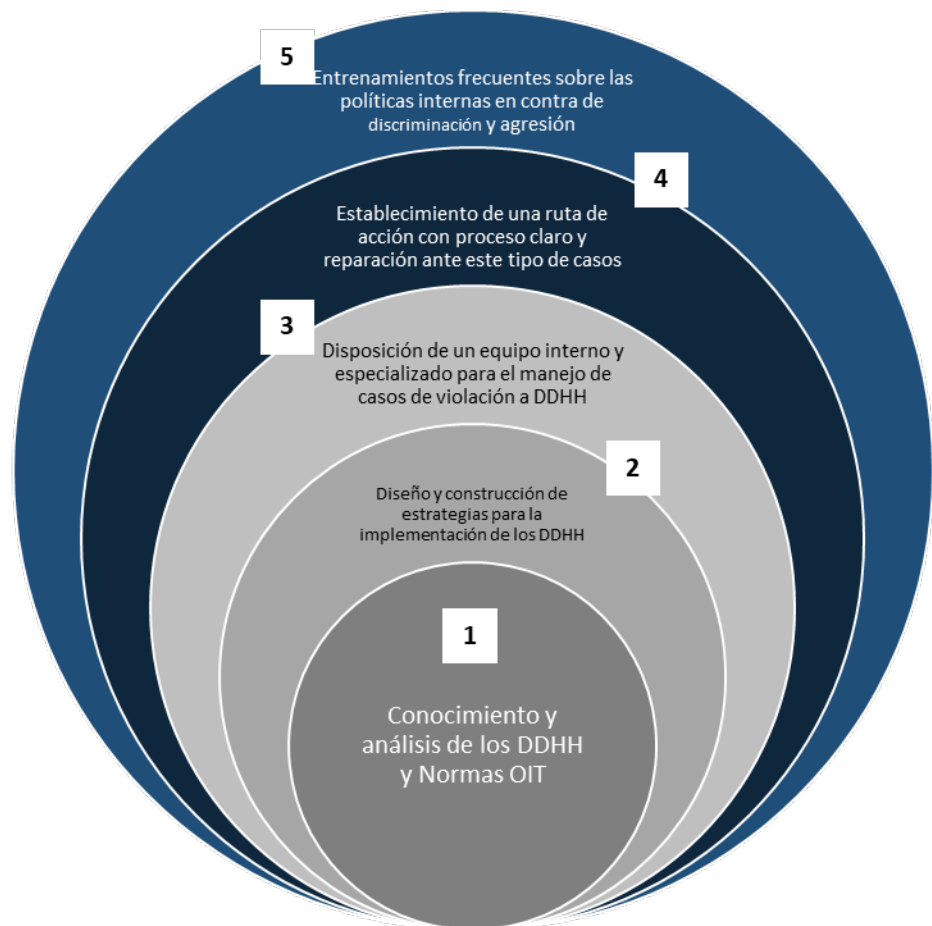 5
Entrenamientos frecuentes sobre las
políticas internas en contra de
discriminación y agresión
4
Establecimiento de una ruta de
acción con proceso claro y
reparación ante este tipo de casos
3
Disposición de un equipo interno y
especializado para el manejo de
casos de violación a DDHH
2
Diseño y construcción de
estrategias para la
implementación de los DDHH
1
Conocimiento y
análisis de los DDHH
y Normas OIT